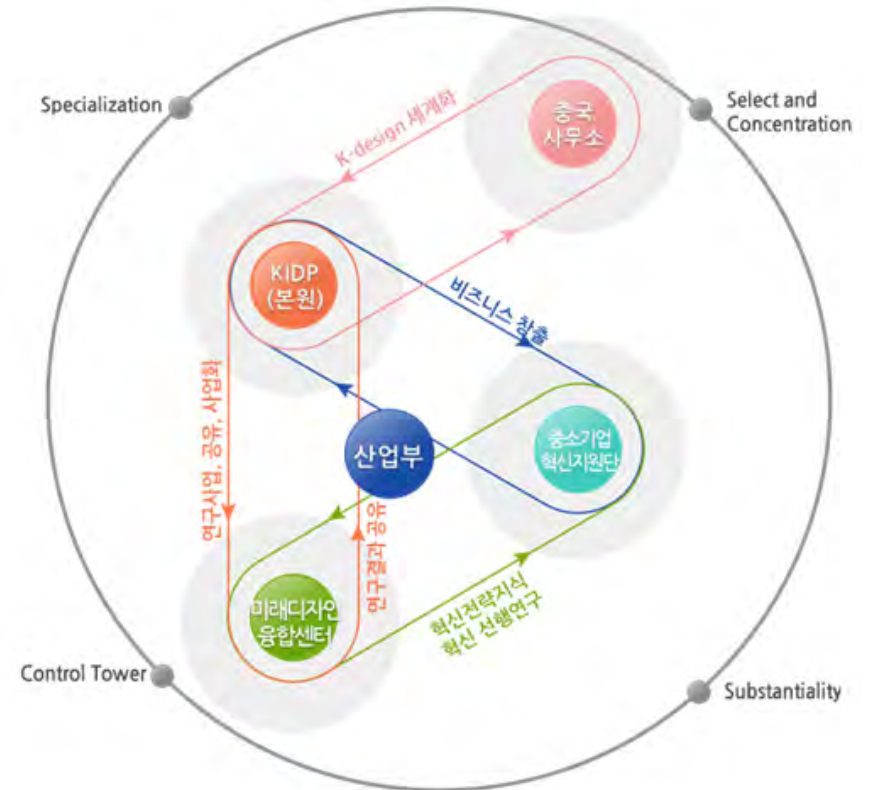 Specialization
Select and
Concentration
K-design 세계화
중국
사무소
KIDP
(본원)
비즈니스 창출
연구사업, 공유, 사업화
산업부
중소기업
혁신지원단
연구결과 공유
미래디자인
융합센터
혁신전략지식
혁신 선행연구
Control Tower
Substantiality